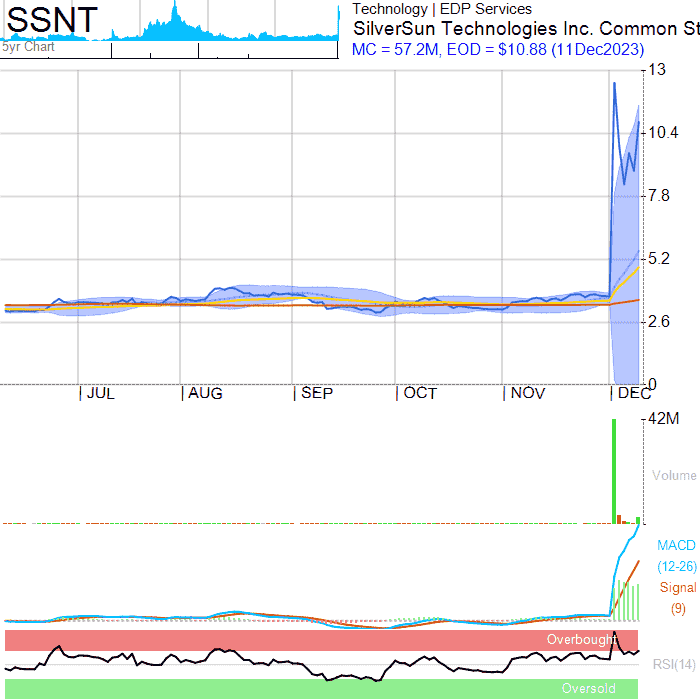 SSNT
5yr Chart
Technology | EDP Services
SilverSun Technologies Inc. Common St
MC = 57.2M, EOD = $10.88 (11Dec2023)
13
10.4
7.8
5.2
2.6
0
JUL AUG SEP OCT NOV DEC
42M
Volume
MACD
(12-26)
Signal
(9)
Overbought
RSI(14)
Oversold